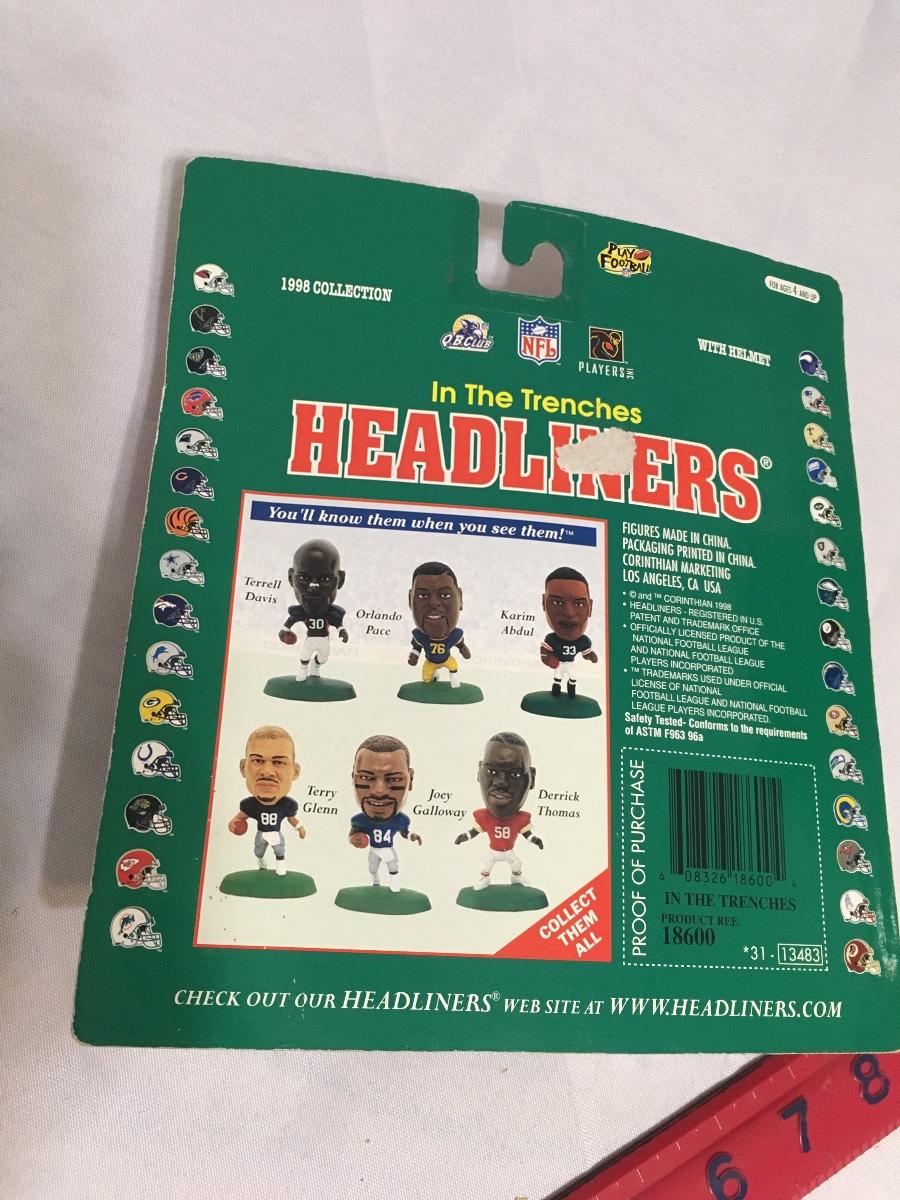 PLAY
FOOTBALL
1998 COLLECTION
FOR AGES 4 AND UP
Q.B.CLUB
NFL
PLAYERS INC
WITH HELMET
In The Trenches
HEADLINERS®
You'll know them when you see them!™
Terrell
Davis
30
Orlando
Pace
76
Karim
Abdul
33
Terry
Glenn
88
Joey
Galloway
84
Derrick
Thomas
58
COLLECT
THEM
ALL
FIGURES MADE IN CHINA.
PACKAGING PRINTED IN CHINA.
CORINTHIAN MARKETING
LOS ANGELES, CA USA
• © and ™ CORINTHIAN 1998
• HEADLINERS - REGISTERED IN U.S.
PATENT AND TRADEMARK OFFICE
• OFFICIALLY LICENSED PRODUCT OF THE
NATIONAL FOOTBALL LEAGUE
AND NATIONAL FOOTBALL LEAGUE
PLAYERS INCORPORATED
• ™ TRADEMARKS USED UNDER OFFICIAL
LICENSE OF NATIONAL
FOOTBALL LEAGUE AND NATIONAL FOOTBALL
LEAGUE PLAYERS INCORPORATED.
Safety Tested- Conforms to the requirements
of ASTM F963 96a
PROOF OF PURCHASE
6 08326 18600 4
IN THE TRENCHES
PRODUCT REF.
18600
*31 - 13483
CHECK OUT OUR HEADLINERS® WEB SITE AT WWW.HEADLINERS.COM
6 7 8